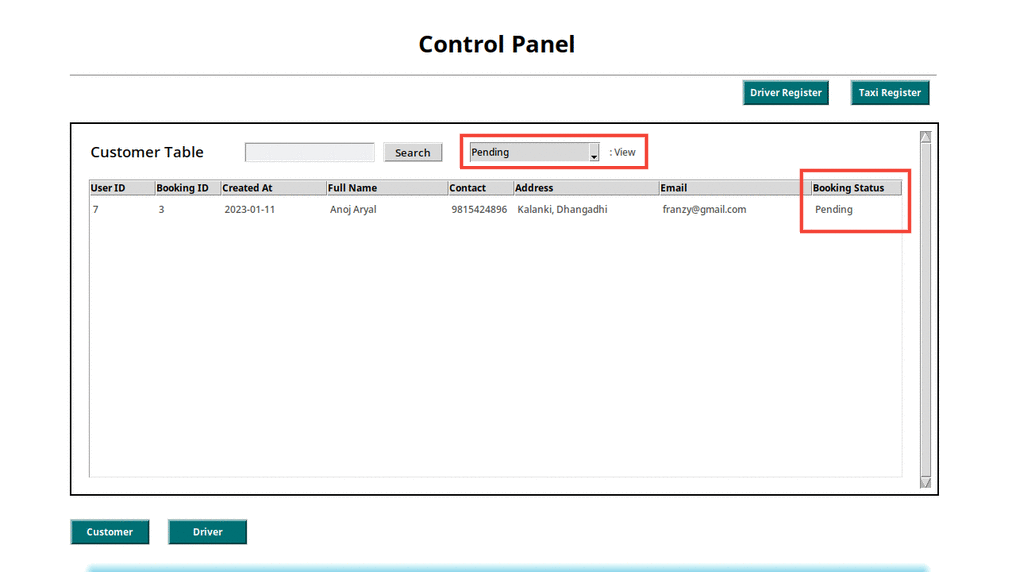 Control Panel
Driver Register Taxi Register
Customer Table Search Pending : View
User ID Booking ID Created At Full Name Contact Address Email Booking Status
7 3 2023-01-11 Anoj Aryal 9815424896 Kalanki, Dhangadhi franzy@gmail.com Pending
Customer Driver